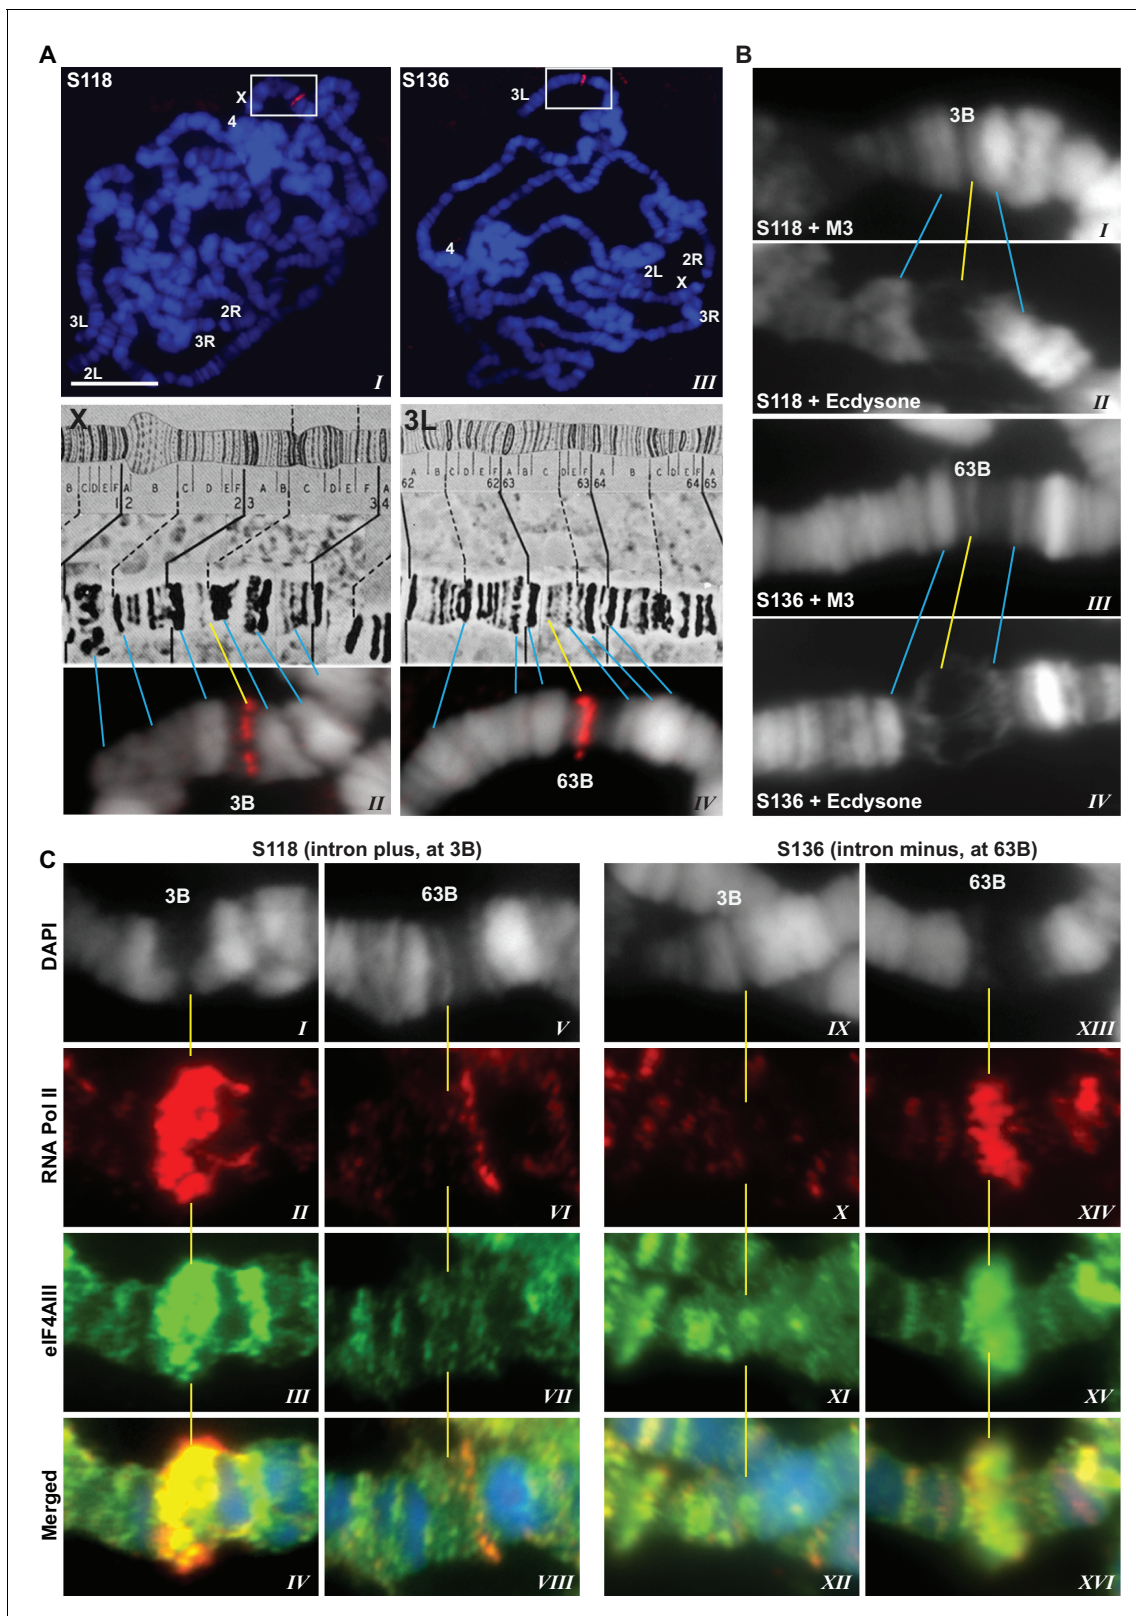 A
S118
X
4
3L
2R
3R
2L
I
S136
3L
4
2L
2R
X
3R
III
X
B C D E F A B C D E F A B C D E F A
2 2 3 3 4
3B
II
3L
A B C D E F A B C D E F A B C D E F A
62 62 63 63 64 64 65
63B
IV
B
3B
S118 + M3
I
S118 + Ecdysone
II
63B
S136 + M3
III
S136 + Ecdysone
IV
C
S118 (intron plus, at 3B)
S136 (intron minus, at 63B)
DAPI
3B
I
63B
V
3B
IX
63B
XIII
RNA Pol II
II
VI
X
XIV
eIF4AIII
III
VII
XI
XV
Merged
IV
VIII
XII
XVI